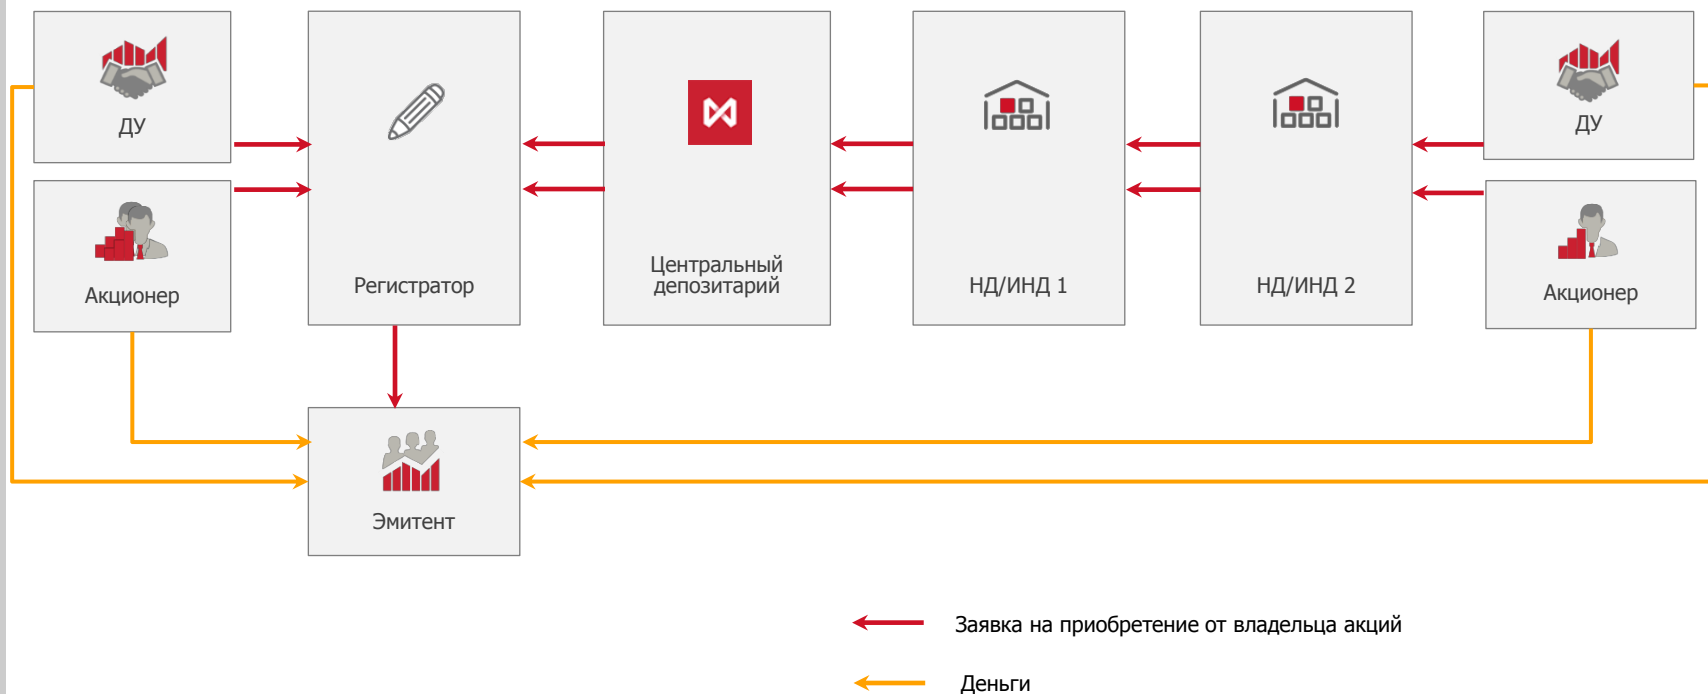 ДУ
Акционер
Регистратор
Центральный
депозитарий
НД/ИНД 1
НД/ИНД 2
ДУ
Акционер
Эмитент
Заявка на приобретение от владельца акций
Деньги